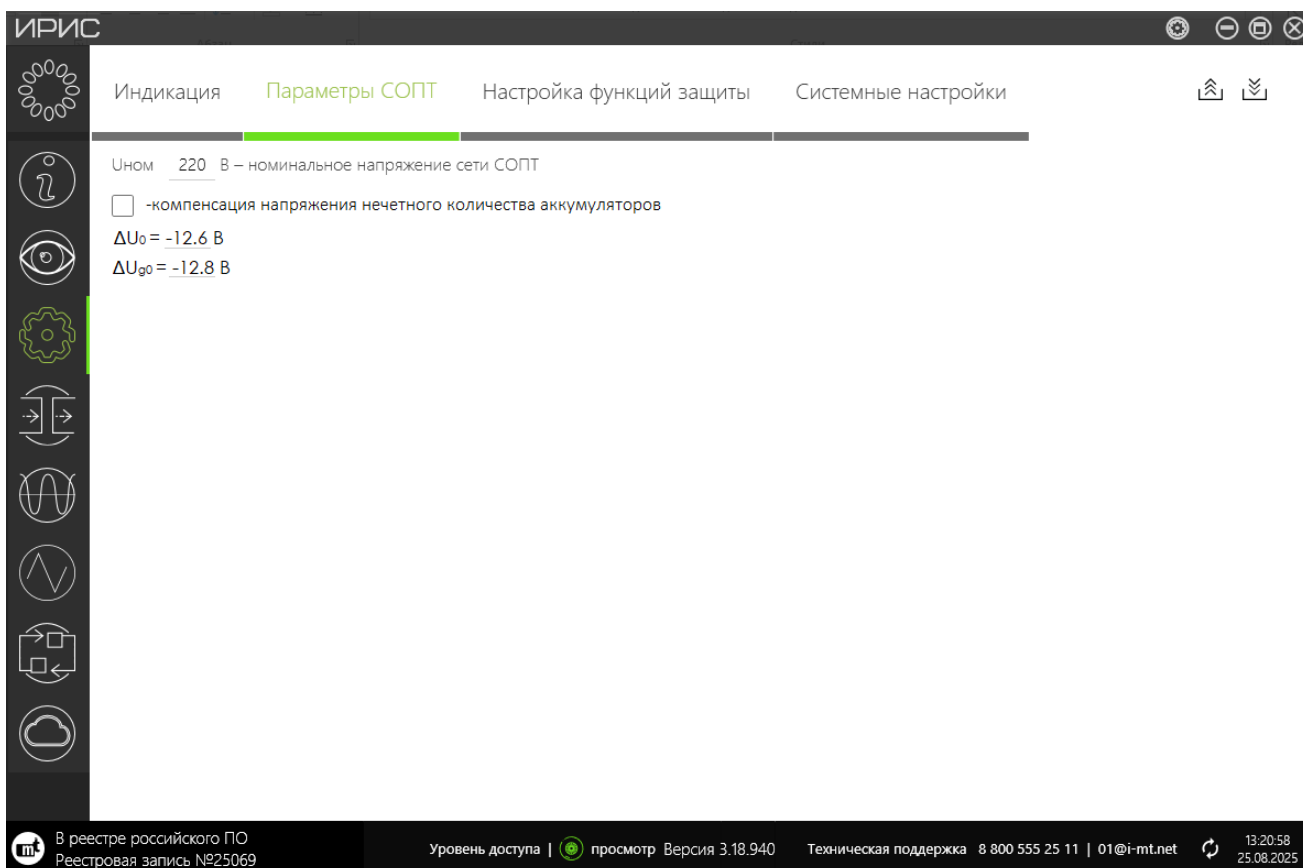 ИРИС
Индикация Параметры СОПТ Настройка функций защиты Системные настройки
Uном 220 В – номинальное напряжение сети СОПТ
-компенсация напряжения нечетного количества аккумуляторов
ΔU0 = -12.6 В
ΔUg0 = -12.8 В
mt В реестре российского ПО
Реестровая запись №25069
Уровень доступа | просмотр Версия 3.18.940 Техническая поддержка 8 800 555 25 11 | 01@i-mt.net
13:20:58
25.08.2025